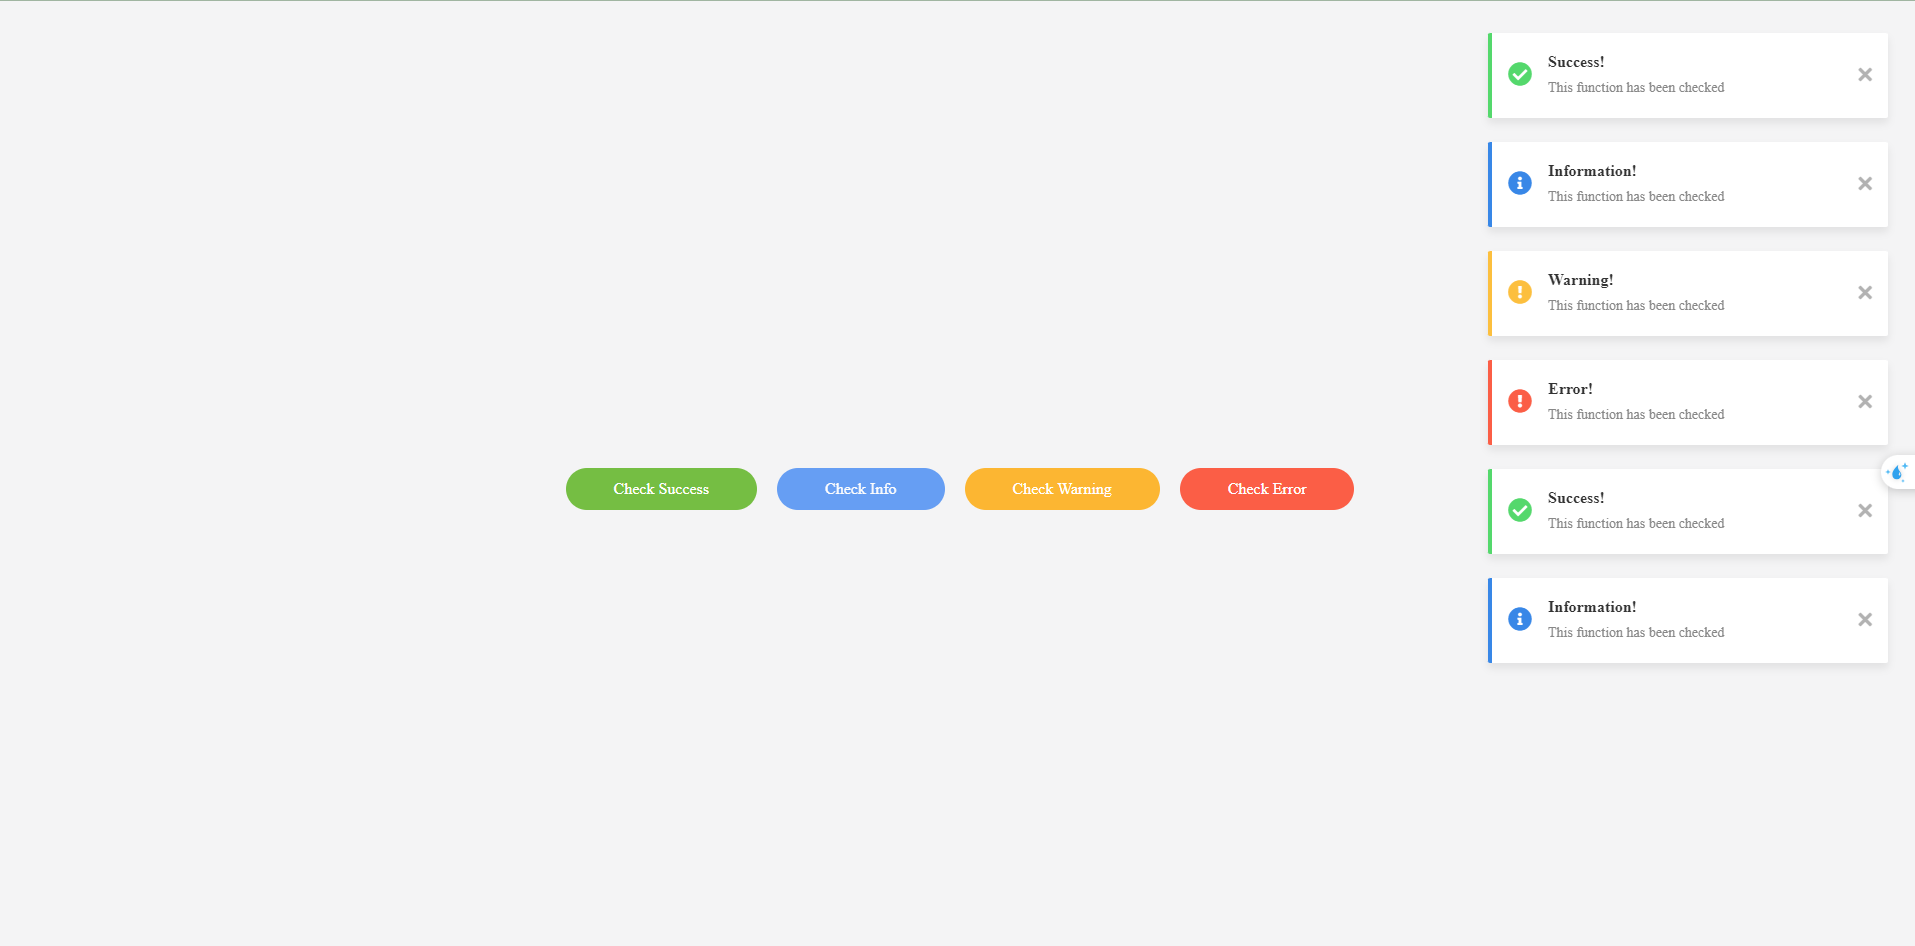 Success!
This function has been checked
Information!
This function has been checked
Warning!
This function has been checked
Error!
This function has been checked
Check Success
Check Info
Check Warning
Check Error
Success!
This function has been checked
Information!
This function has been checked